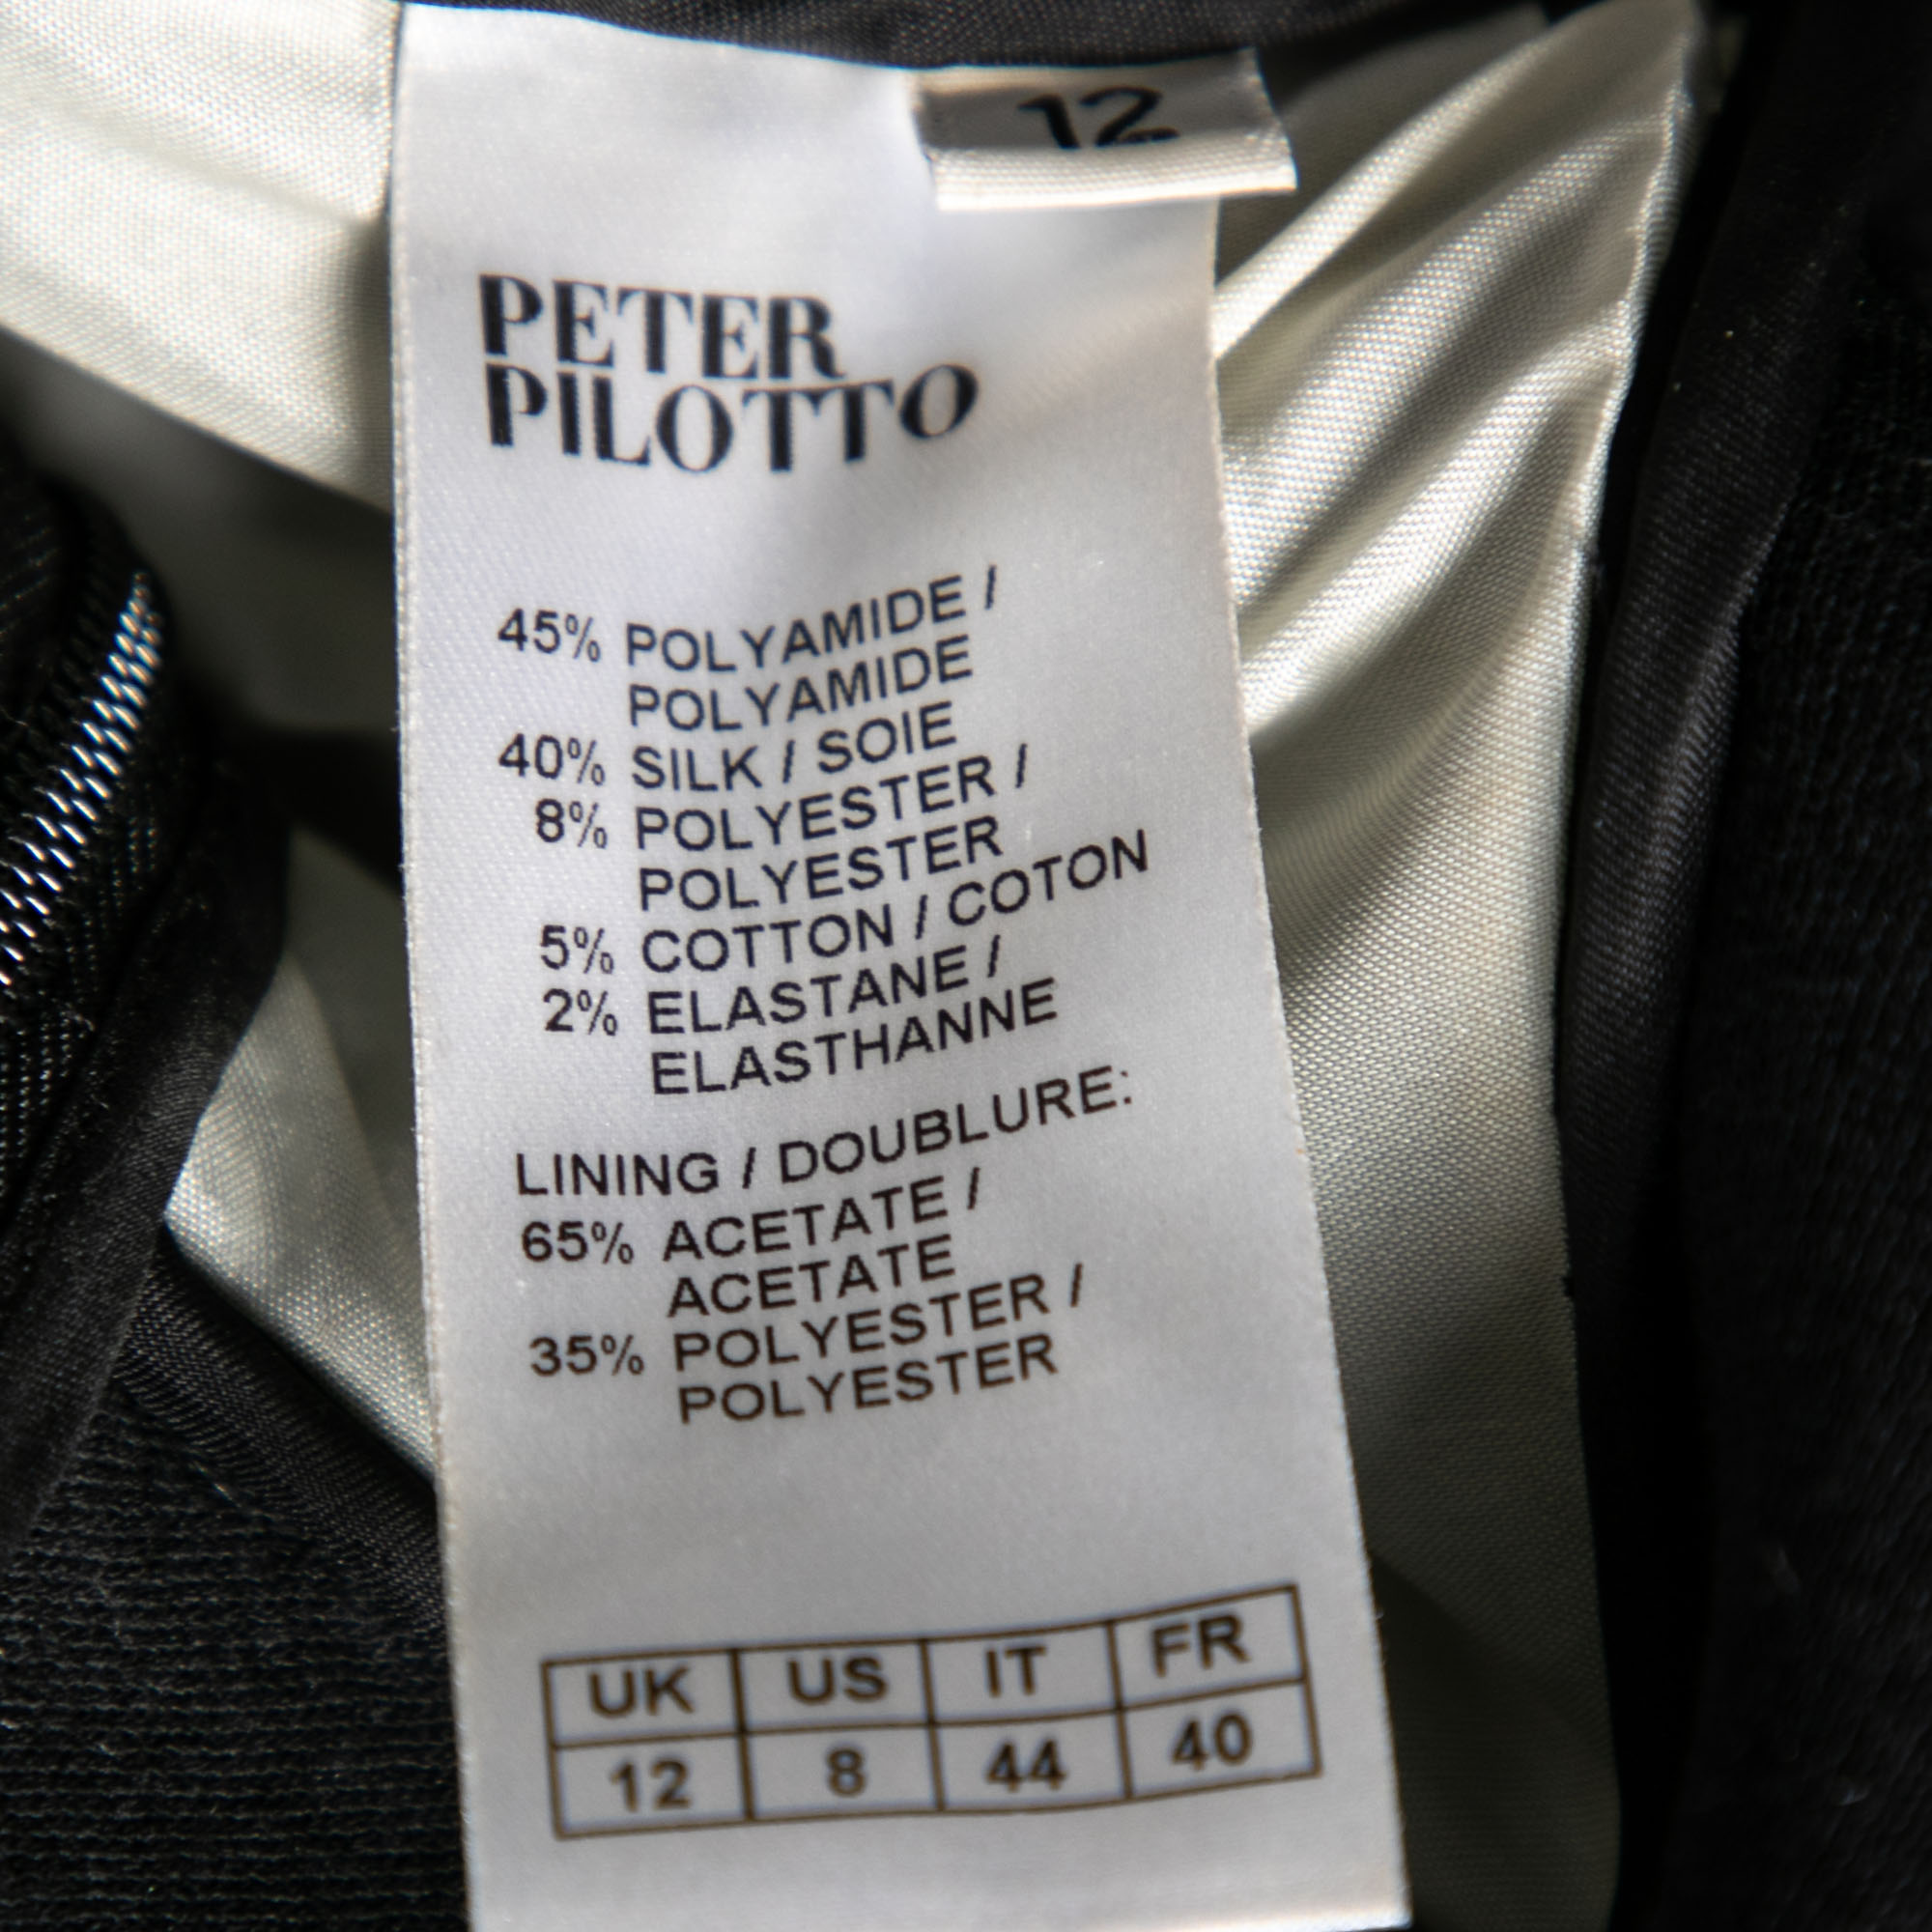 12
PETER
PILOTTO
45% POLYAMIDE /
POLYAMIDE
40% SILK / SOIE
8% POLYESTER /
POLYESTER
5% COTTON / COTON
2% ELASTANE /
ELASTHANNE
LINING / DOUBLURE:
65% ACETATE /
ACETATE
35% POLYESTER /
POLYESTER
UK US IT FR
12 8 44 40